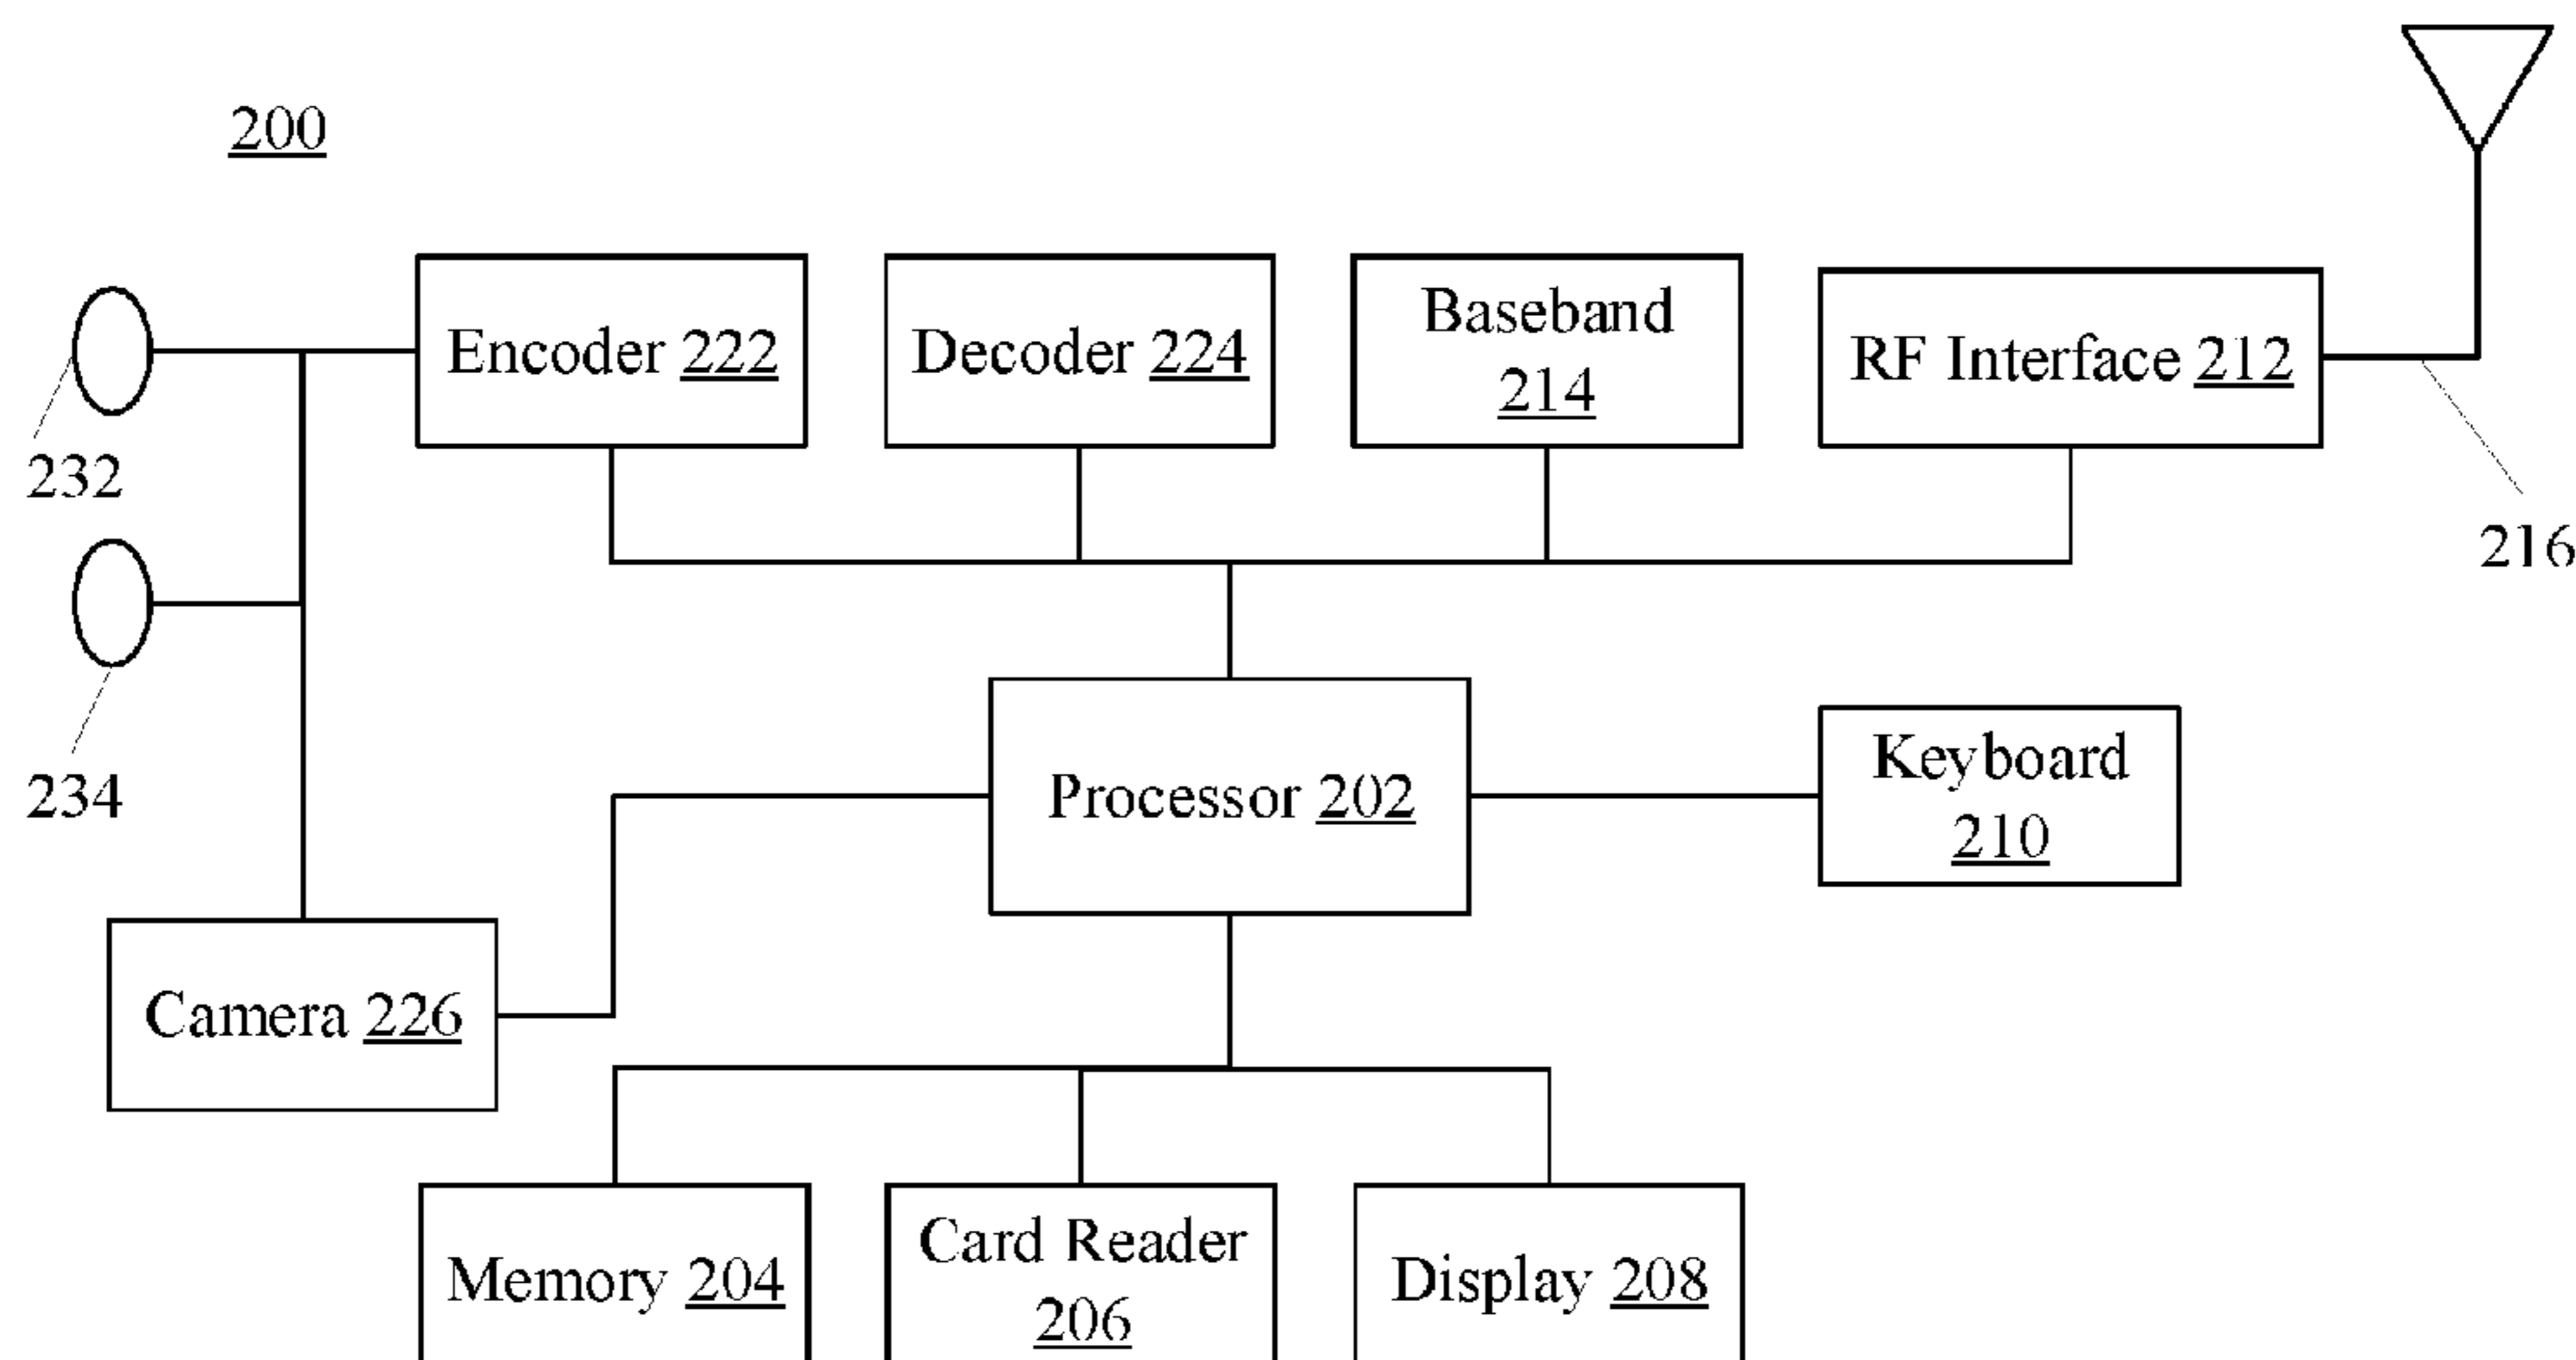 200
Encoder 222
Decoder 224
Baseband
214
RF Interface 212
232
216
234
Processor 202
Keyboard
210
Camera 226
Memory 204
Card Reader
206
Display 208